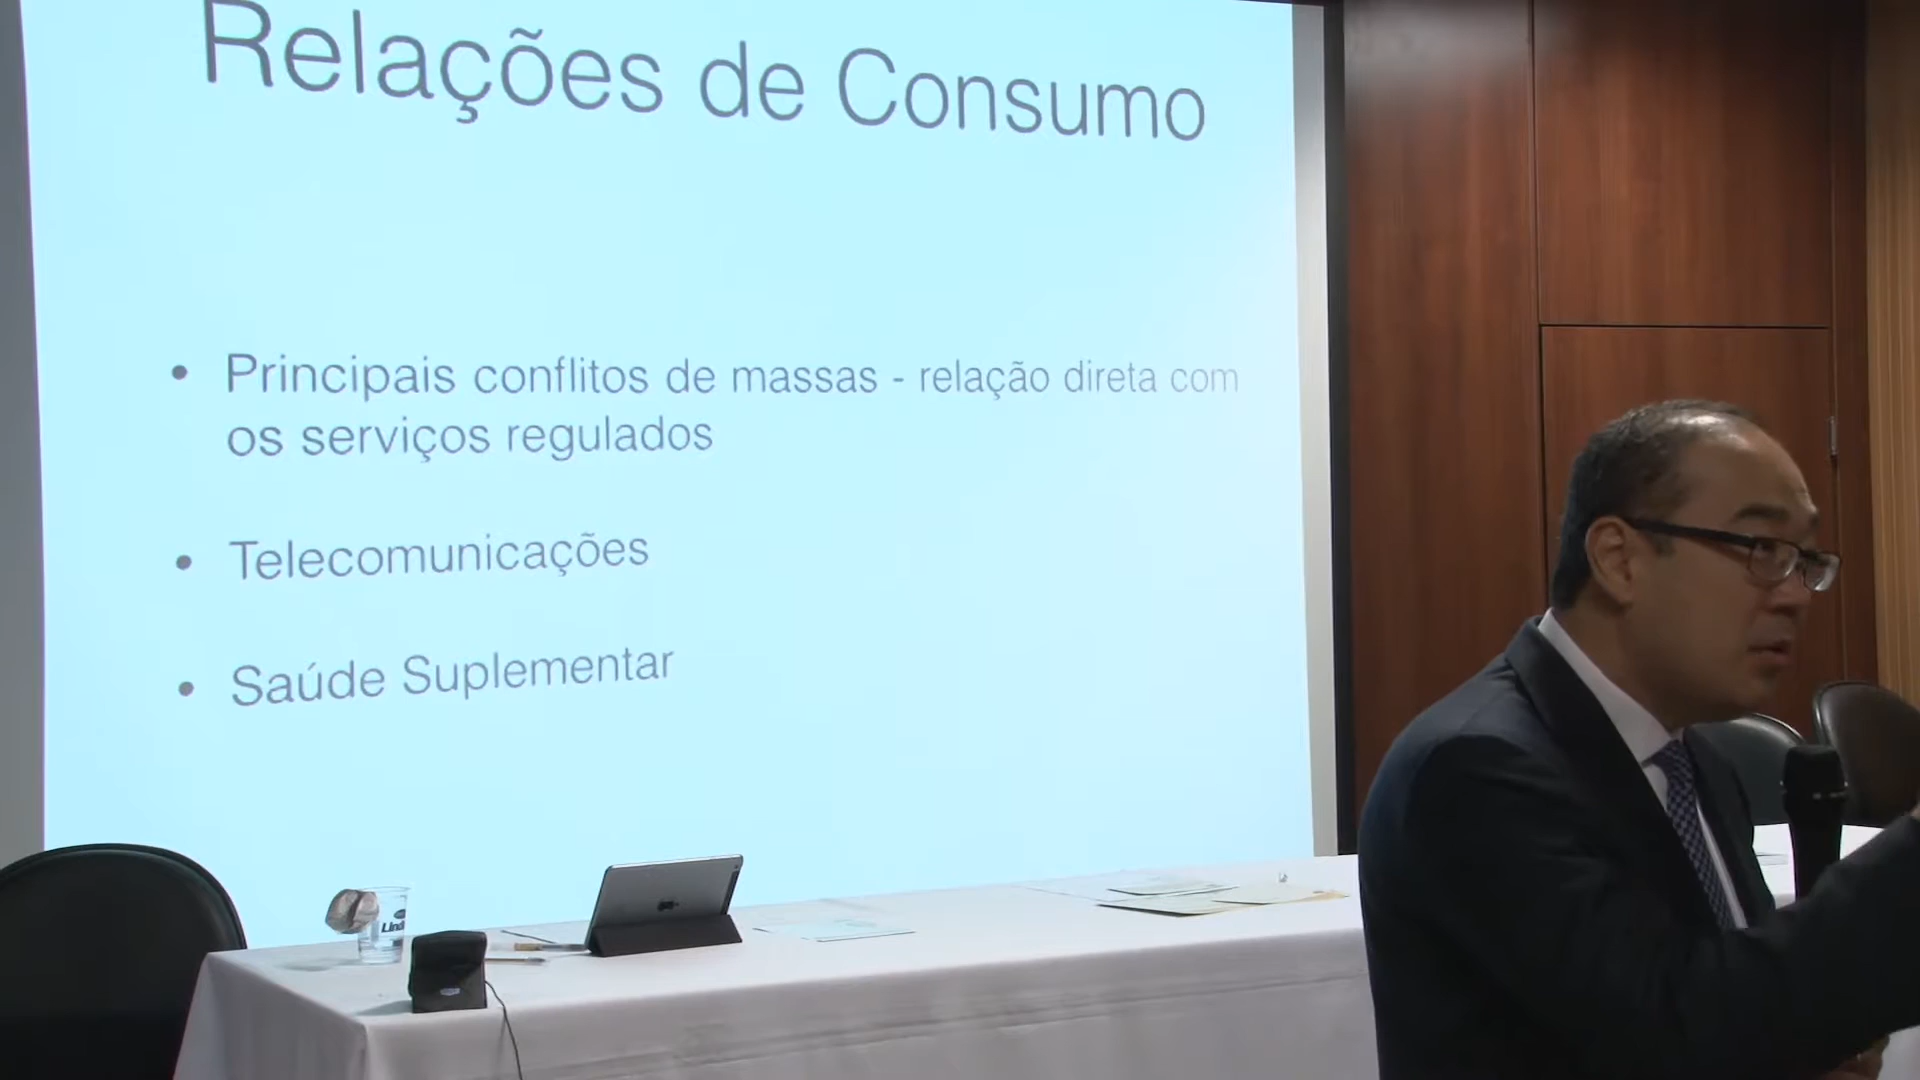 Relações de Consumo
• Principais conflitos de massas - relação direta com
os serviços regulados
• Telecomunicações
• Saúde Suplementar